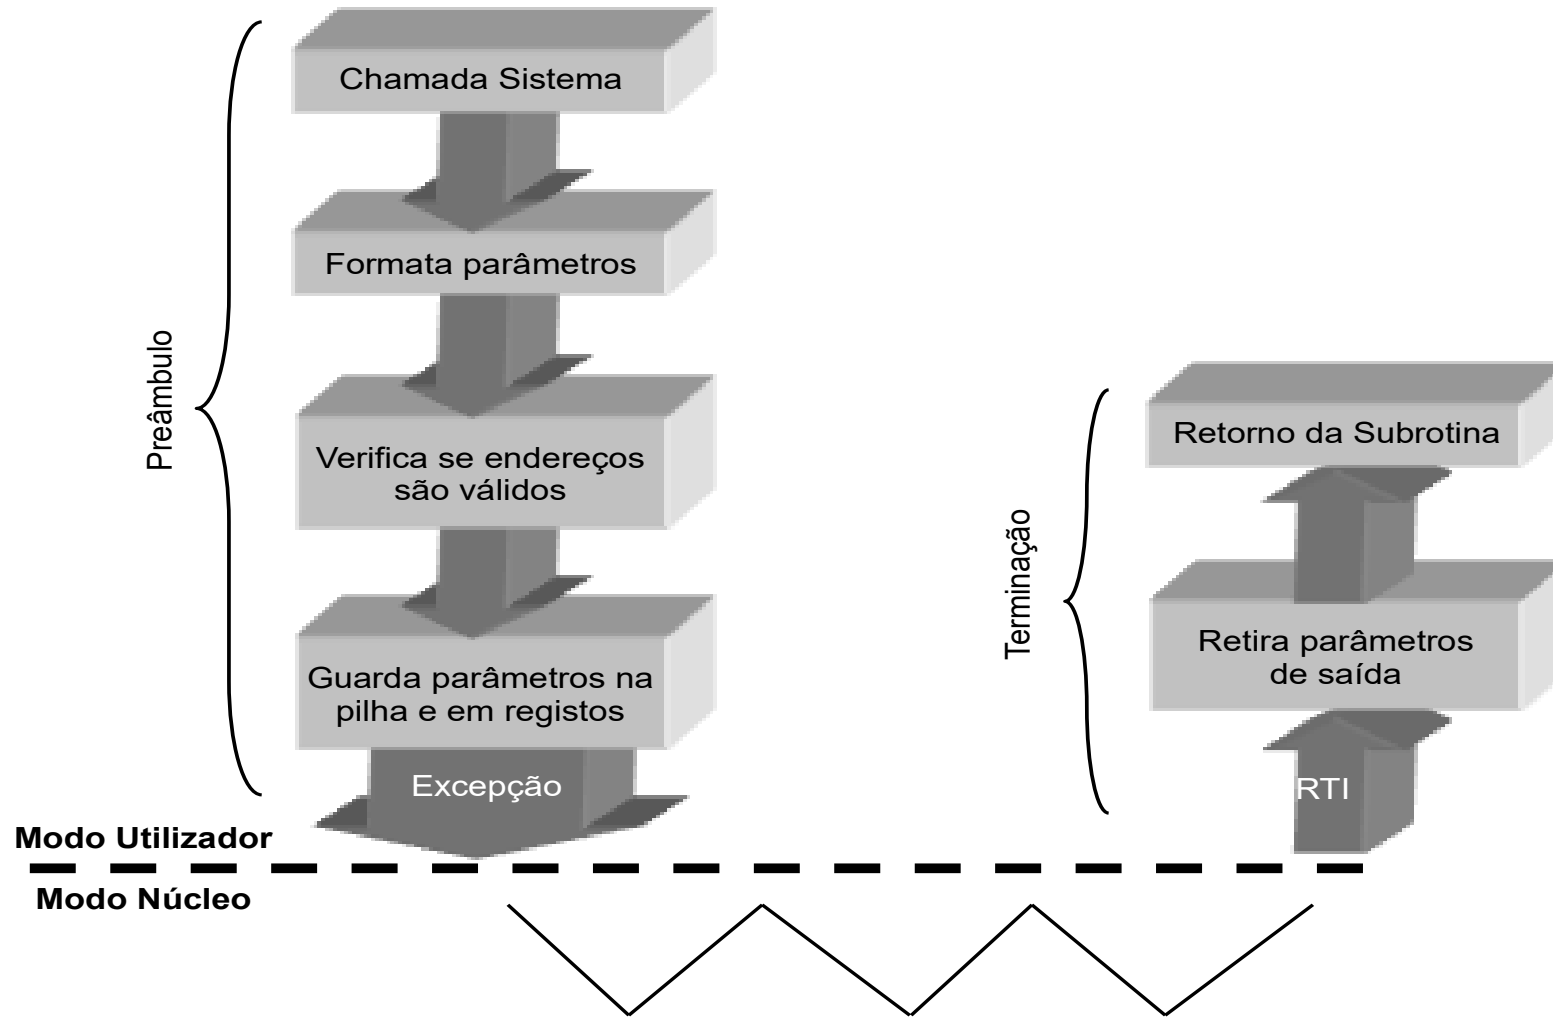 Chamada Sistema
Formata parâmetros
Preâmbulo
Verifica se endereços
são válidos
Guarda parâmetros na
pilha e em registos
Excepção
Retorno da Subrotina
Terminação
Retira parâmetros
de saída
RTI
Modo Utilizador
Modo Núcleo